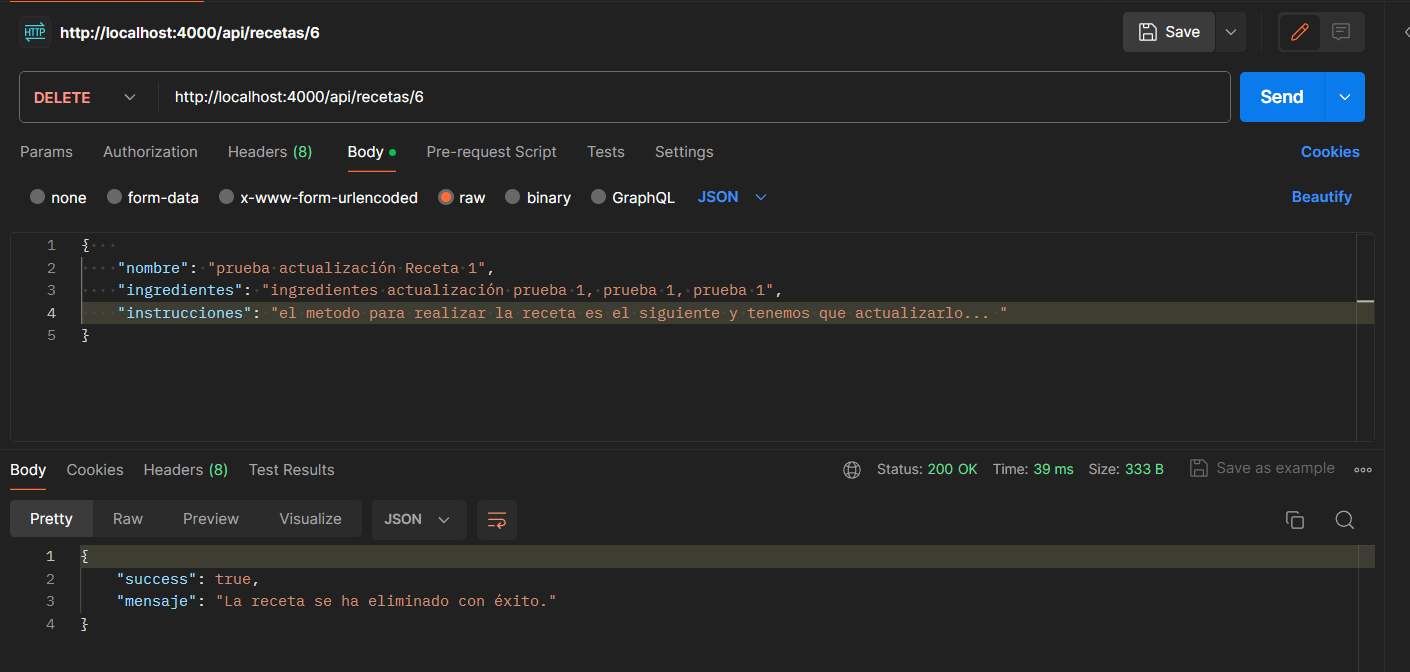 HTTP http://localhost:4000/api/recetas/6 Save
DELETE http://localhost:4000/api/recetas/6 Send
Params Authorization Headers (8) Body Pre-request Script Tests Settings Cookies
none form-data x-www-form-urlencoded raw binary GraphQL JSON Beautify
1 {
2 "nombre": "prueba actualización Receta 1",
3 "ingredientes": "ingredientes actualización prueba 1, prueba 1, prueba 1",
4 "instrucciones": "el metodo para realizar la receta es el siguiente y tenemos que actualizarlo... "
5 }
Body Cookies Headers (8) Test Results Status: 200 OK Time: 39 ms Size: 333 B Save as example
Pretty Raw Preview Visualize JSON
1 {
2 "success": true,
3 "mensaje": "La receta se ha eliminado con éxito."
4 }